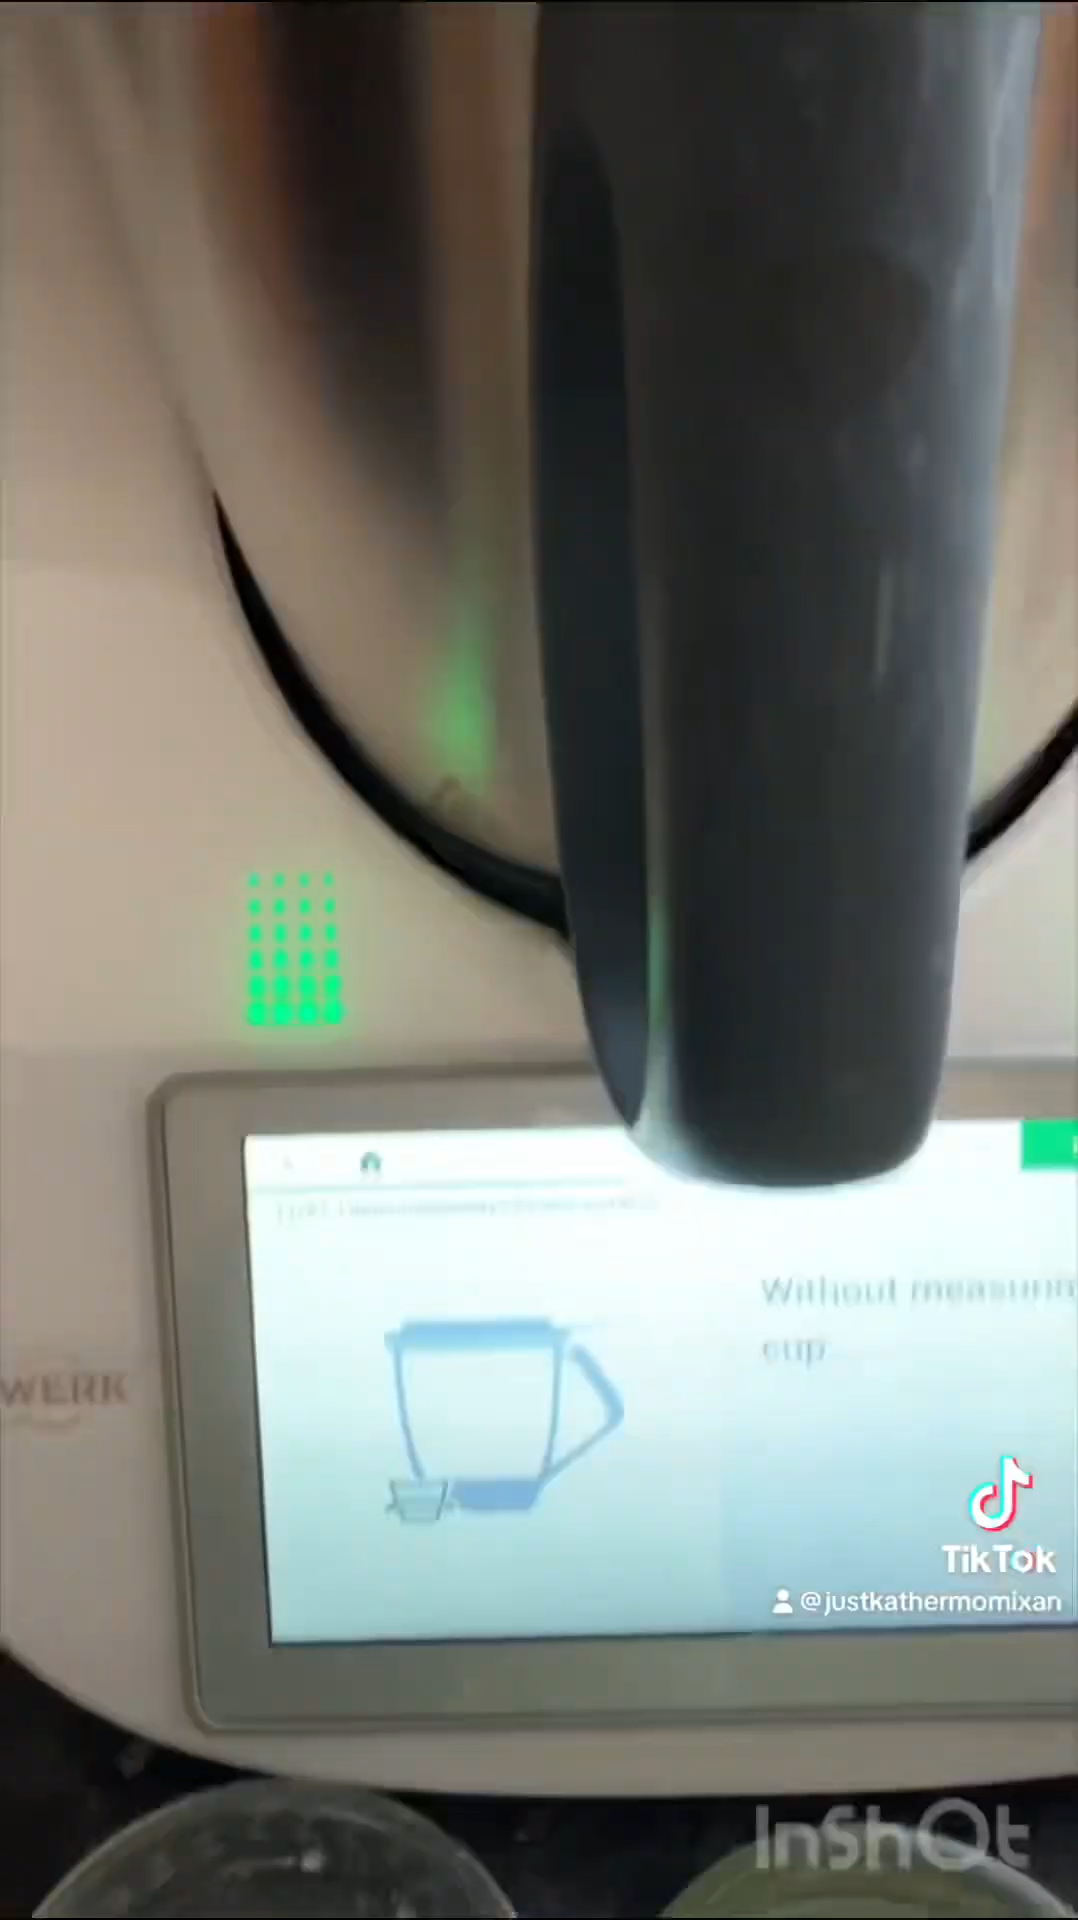 Without measurin
cup
WERK
TikTok
@justkathermomixan
InShOt